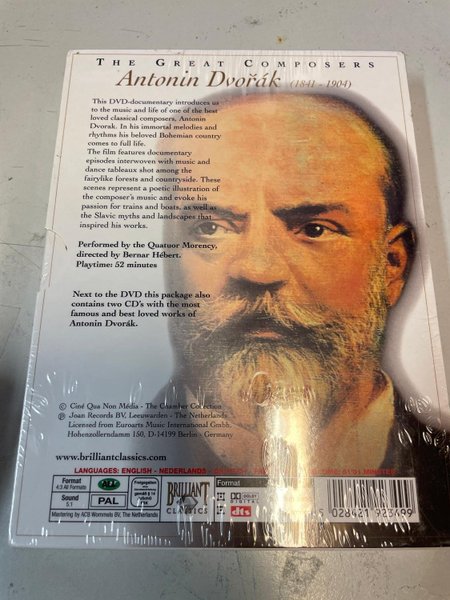 THE GREAT COMPOSERS
Antonin Dvořák (1841 - 1904)
This DVD-documentary introduces us
to the music and life of one of the best
loved classical composers, Antonin
Dvorak. In his immortal melodies and
rhythms his beloved Bohemian country
comes to full life.
The film features documentary
episodes interwoven with music and
dance tableaux shot among the
fairylike forests and countryside. These
scenes represent a poetic illustration of
the composer's music and evoke his
passion for trains and boats, as well as
the Slavic myths and landscapes that
inspired his works.
Performed by the Quatuor Morency,
directed by Bernar Hébert.
Playtime: 52 minutes
Next to the DVD this package also
contains two CD's with the most
famous and best loved works of
Antonin Dvorák.
© Ciné Qua Non Média - The Chamber Collection
℗ Joan Records BV, Leeuwarden - The Netherlands
Licensed from Euroarts Music International GmbH,
Hohenzollerndamm 150, D-14199 Berlin - Germany
www.brilliantclassics.com
LANGUAGES: ENGLISH - NEDERLANDS -
Format
4:3 All Formats
Sound
5.1
PAL
BRILLIANT
CLASSICS
Format
DOLBY
DIGITAL
dts
Mastering by ACB Wommels BV, The Netherlands
5 028421 923499